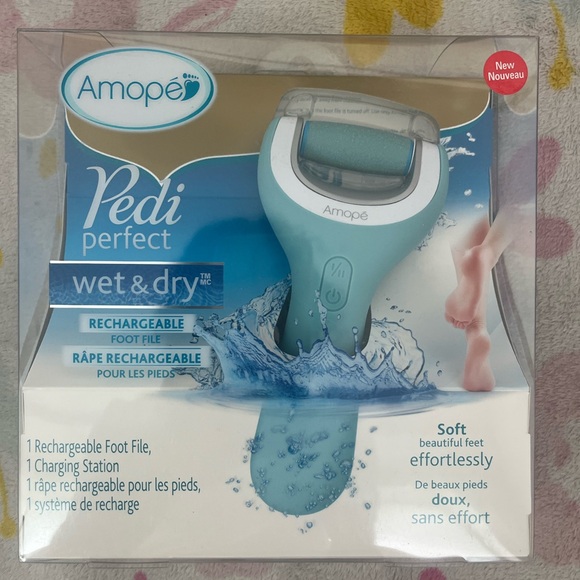 Amopé
New
Nouveau
Amopé
Pedi
perfect
wet & dry™
MC
RECHARGEABLE
FOOT FILE
RÂPE RECHARGEABLE
POUR LES PIEDS
1 Rechargeable Foot File,
1 Charging Station
1 râpe rechargeable pour les pieds,
1 système de recharge
Soft
beautiful feet
effortlessly
De beaux pieds
doux,
sans effort